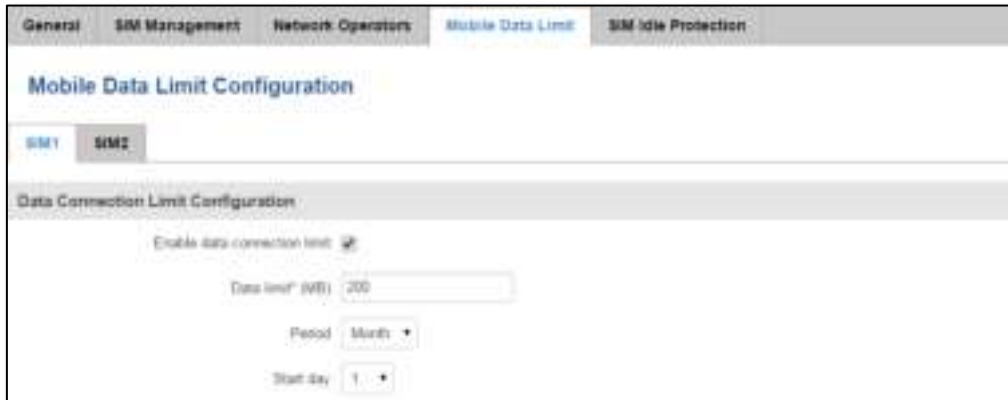 General SIM Management Network Operators Mobile Data Limit SIM Idle Protection
Mobile Data Limit Configuration
SIM1 SIM2
Data Connection Limit Configuration
Enable data connection limit
Data limit* (MB) 200
Period Month
Start day 1